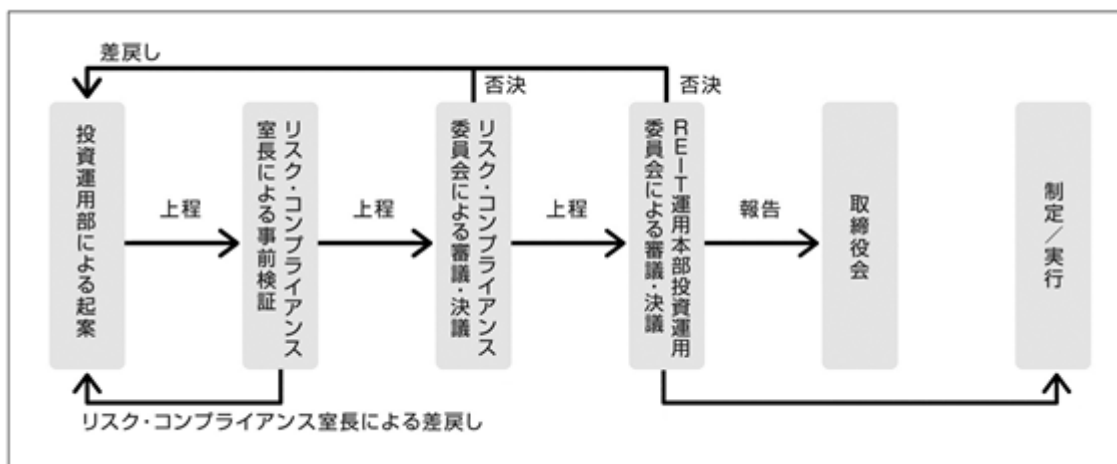 差戻し
否決
否決
投資運用部による起案
上程
リスク・コンプライアンス
室長による事前検証
上程
リスク・コンプライアンス
委員会による審議・決議
上程
REIT運用本部投資運用
委員会による審議・決議
報告
取締役会
制定／実行
リスク・コンプライアンス室長による差戻し